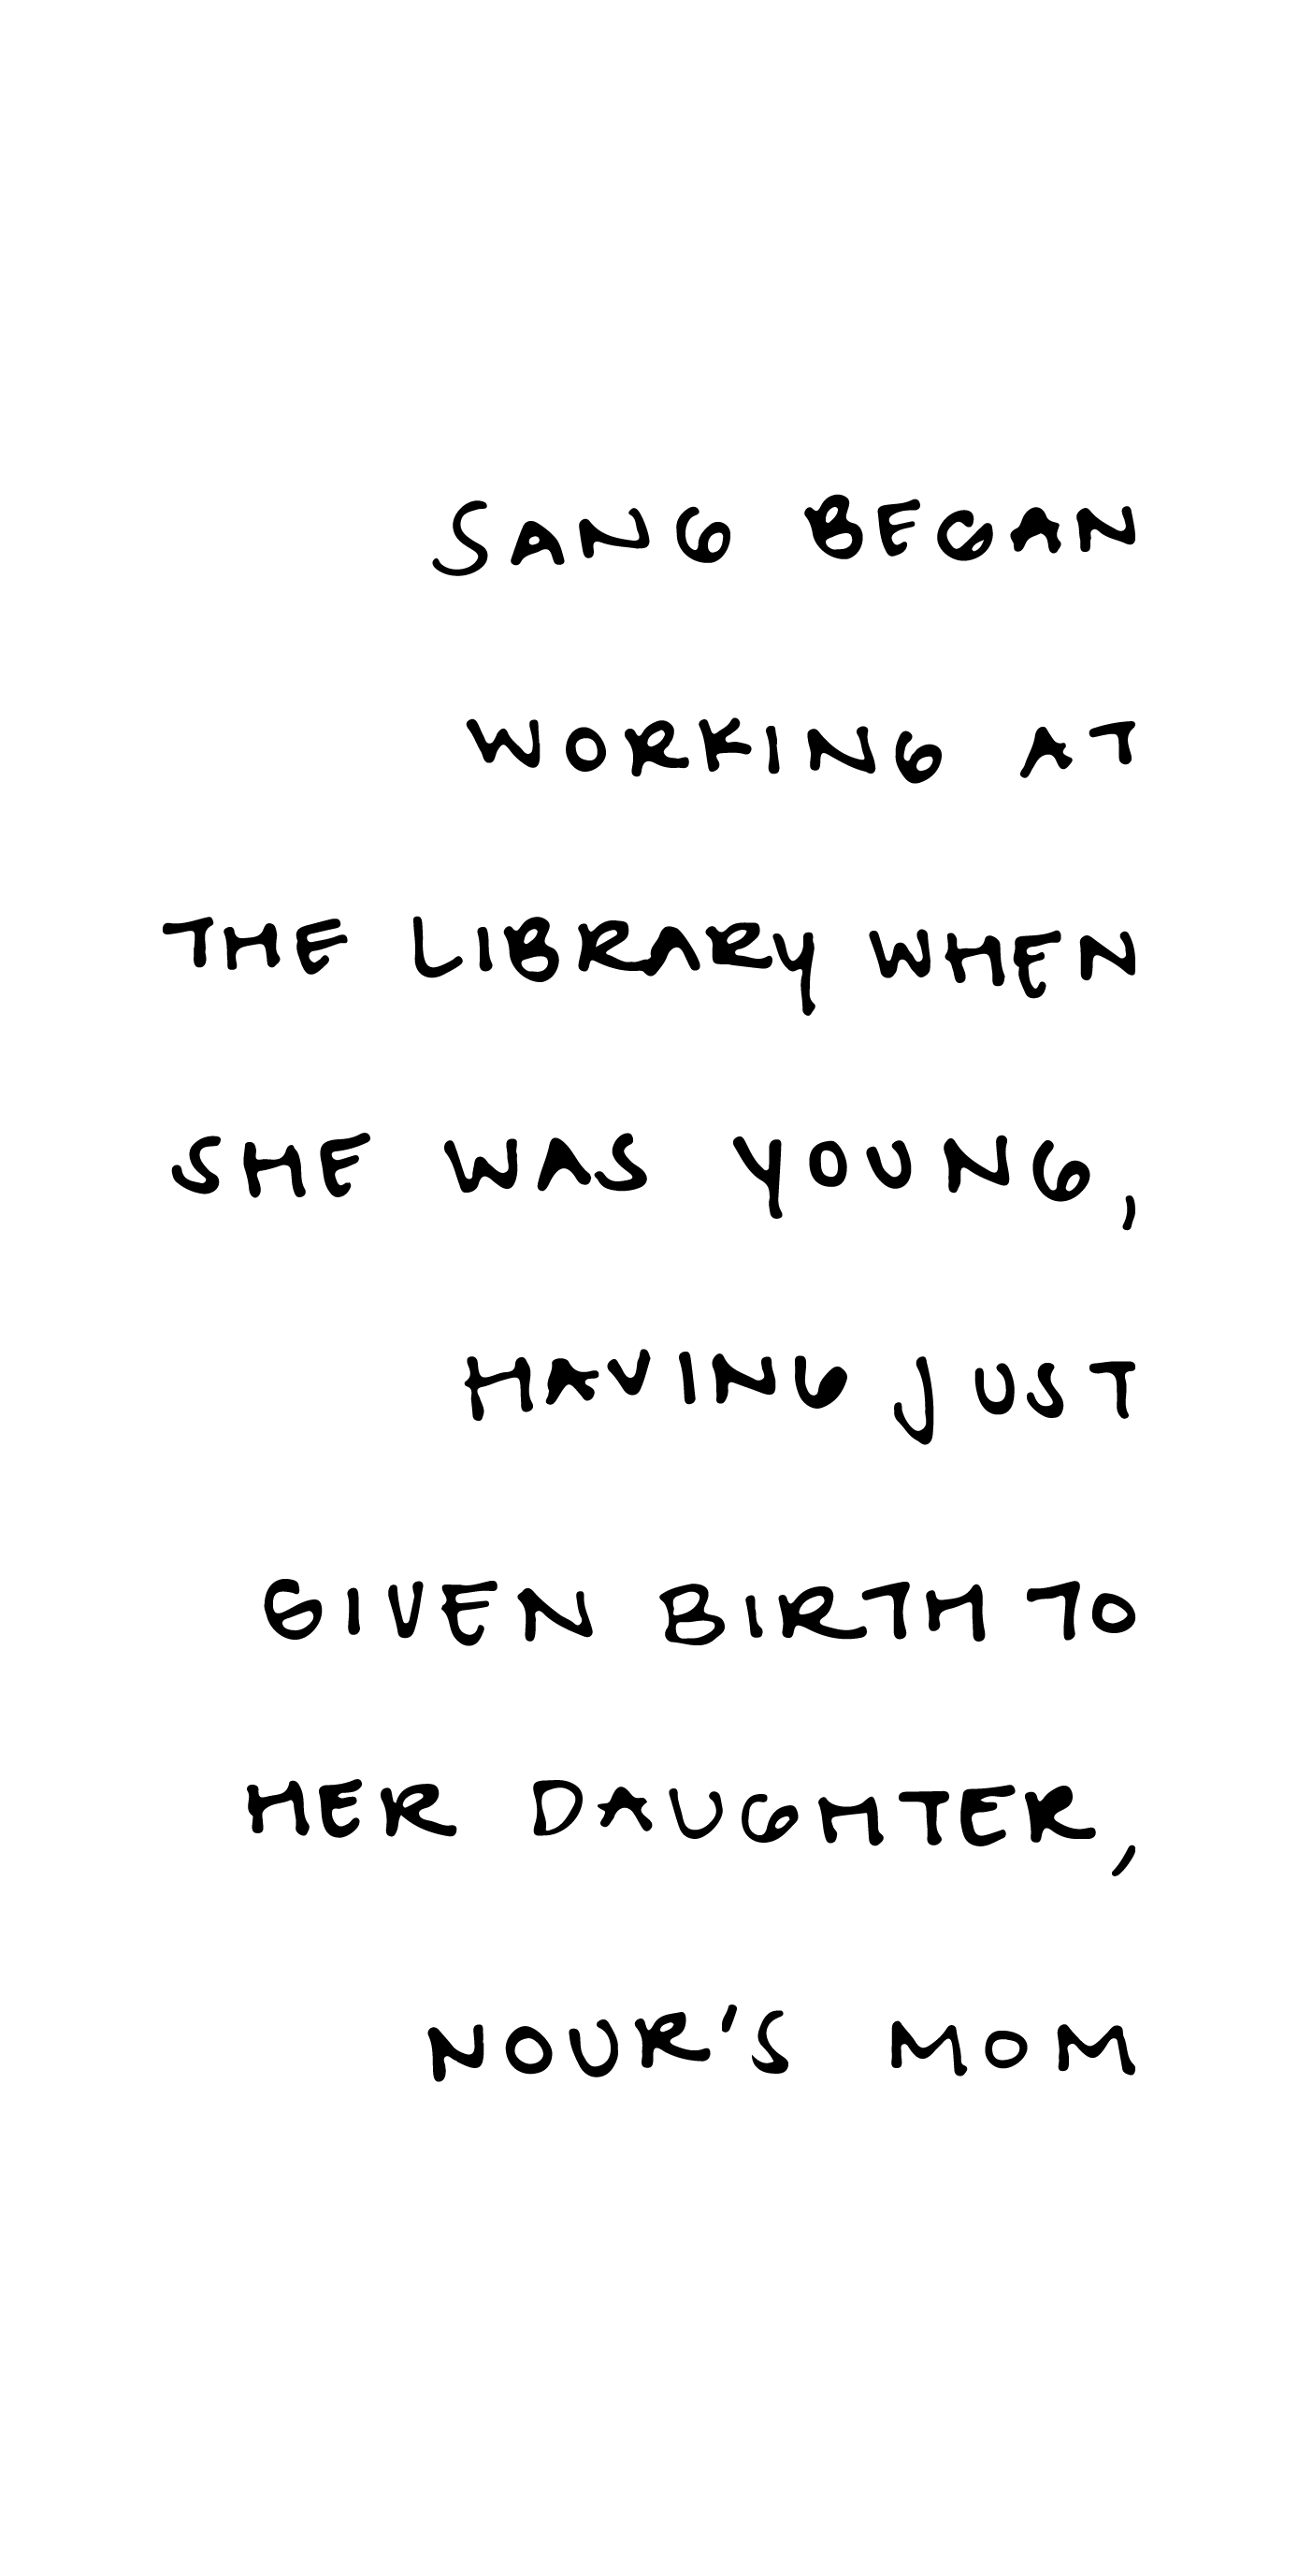 SANG BEGAN
WORKING AT
THE LIBRARY WHEN
SHE WAS YOUNG,
HAVING JUST
GIVEN BIRTH TO
HER DAUGHTER,
NOUR'S MOM